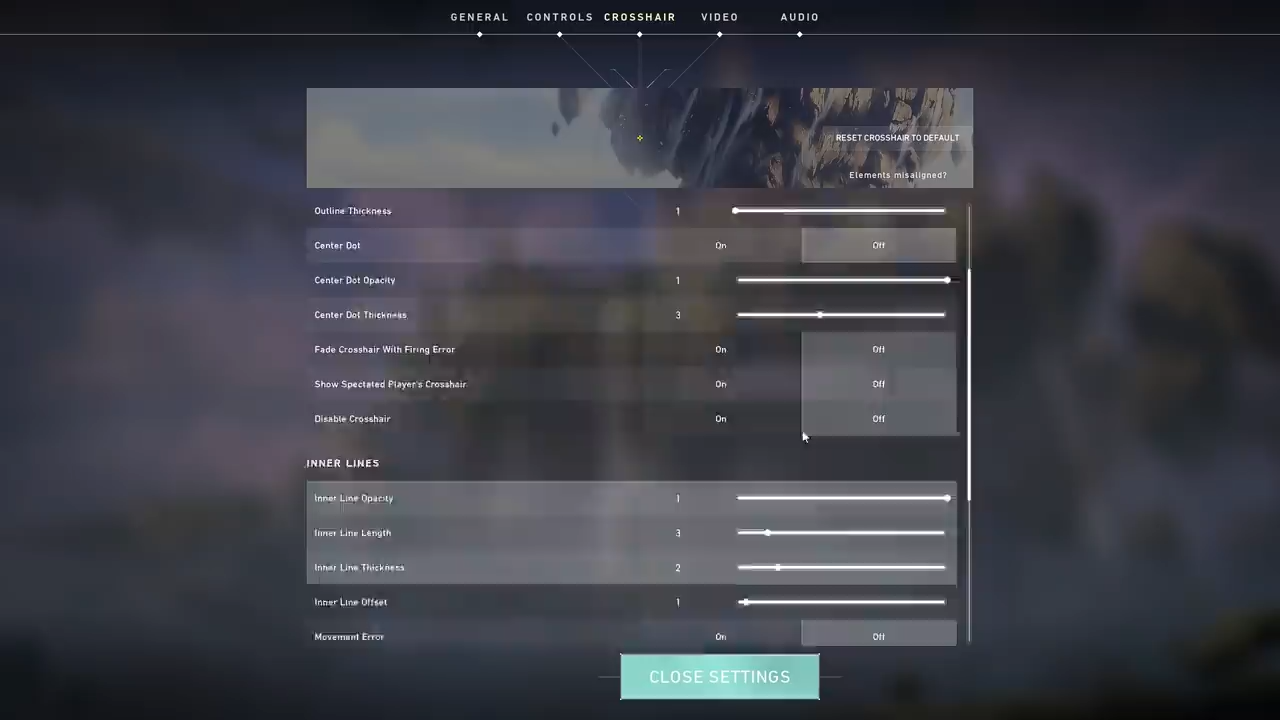 GENERAL CONTROLS CROSSHAIR VIDEO AUDIO
RESET CROSSHAIR TO DEFAULT
Elements misaligned?
Outline Thickness 1
Center Dot On Off
Center Dot Opacity 1
Center Dot Thickness 3
Fade Crosshair With Firing Error On Off
Show Spectated Player's Crosshair On Off
Disable Crosshair On Off
INNER LINES
Inner Line Opacity 1
Inner Line Length 3
Inner Line Thickness 2
Inner Line Offset 1
Movement Error On Off
CLOSE SETTINGS